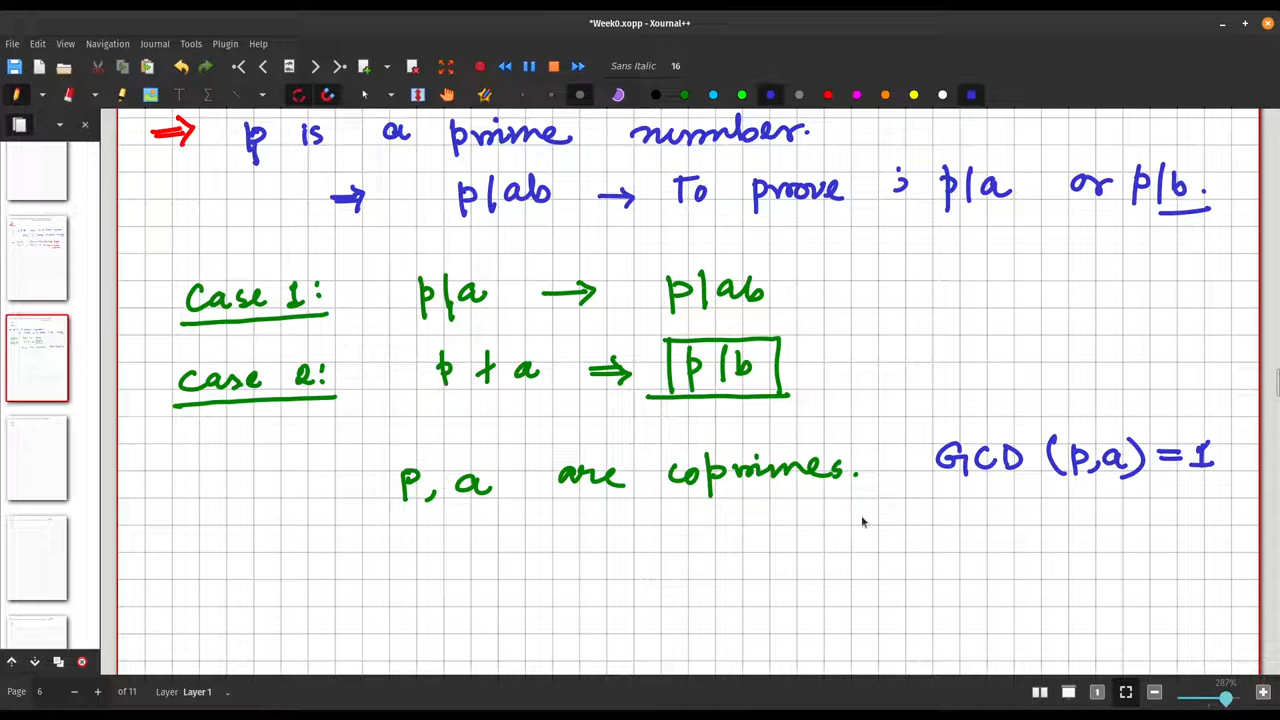 *Week0.xopp - Xournal++
File Edit View Navigation Journal Tools Plugin Help
Sans Italic 16
⇒ p is a prime number.
→ p|ab → To prove ; p|a or p|b.
Case 1: p|a → p|ab
Case 2: p ∤ a ⇒ p|b
p, a are coprimes. GCD (p,a) = 1
Page 6 of 11 Layer Layer 1
287%